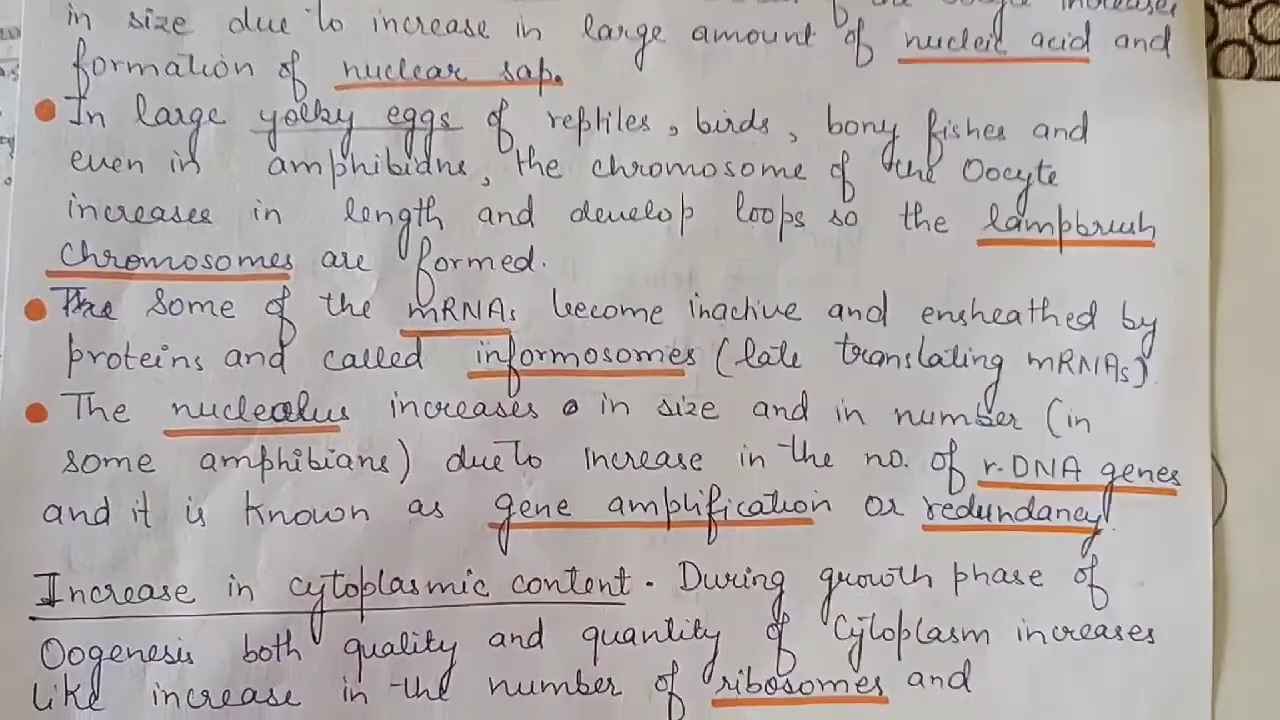 increases
in size due to increase in large amount of nucleic acid and
formation of nuclear sap.
In large yolky eggs of reptiles, birds, bony fishes and
even in amphibians, the chromosome of the Oocyte
increases in length and develop loops so the lampbrush
chromosomes are formed.
The Some of the mRNAs become inactive and ensheathed by
proteins and called informosomes (late translating mRNAs)
The nucleolus increases in size and in number (in
some amphibians) due to increase in the no. of r.DNA genes
and it is known as gene amplification or redundancy.
Increase in cytoplasmic content. During growth phase of
Oogenesis both quality and quantity of Cytoplasm increases
like increase in the number of ribosomes and